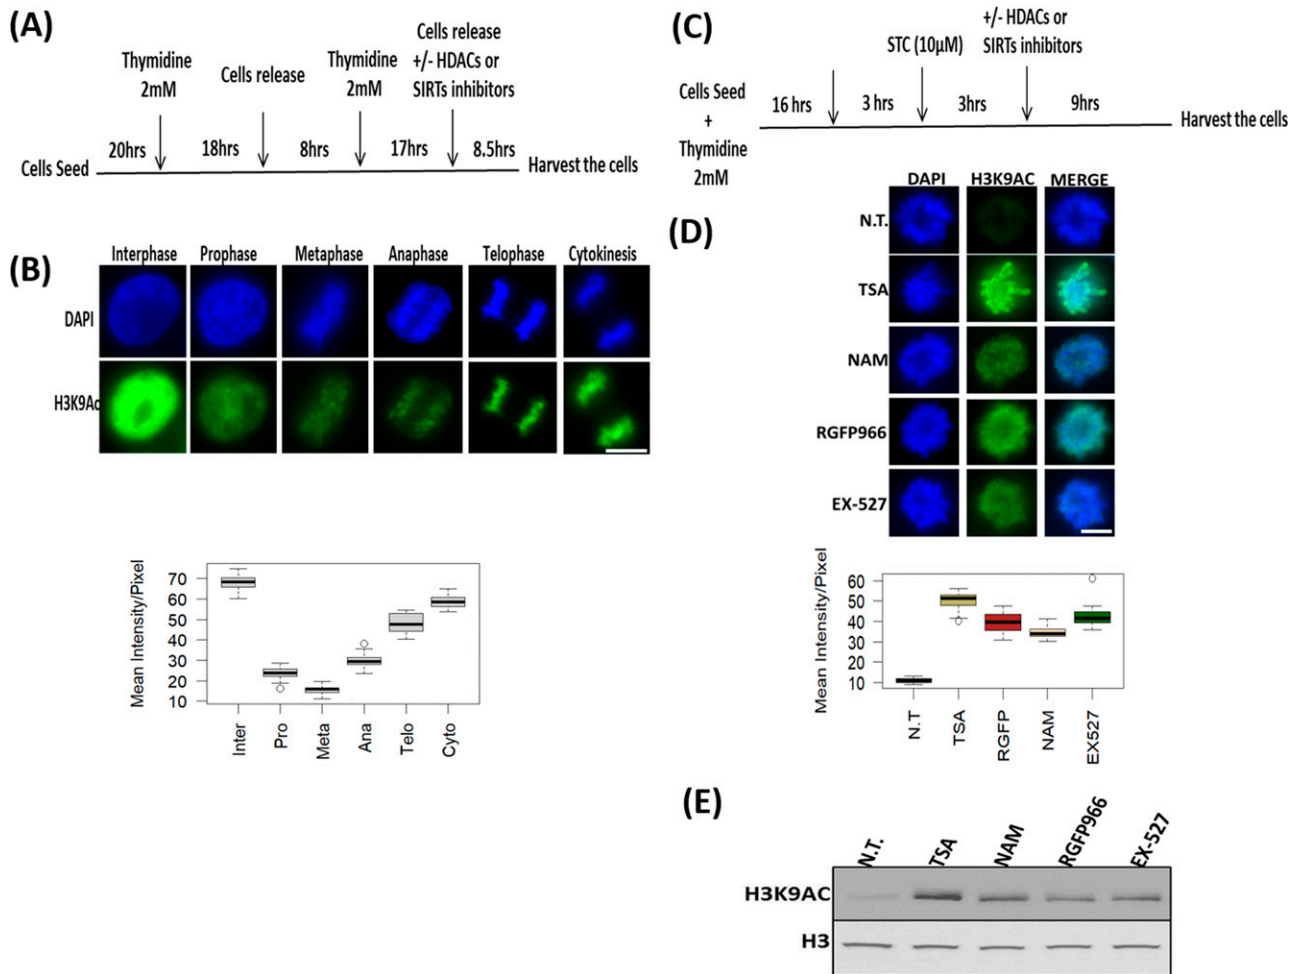 (A)
Thymidine
2mM
Cells release
Thymidine
2mM
Cells release
+/- HDACs or
SIRTs inhibitors
20hrs
18hrs
8hrs
17hrs
8.5hrs
Cells Seed
Harvest the cells
(B)
Interphase Prophase Metaphase Anaphase Telophase Cytokinesis
DAPI
H3K9Ac
Mean Intensity/Pixel
70
60
50
40
30
20
10
Inter Pro Meta Ana Telo Cyto
(C)
Cells Seed
+
Thymidine
2mM
STC (10µM)
+/- HDACs or
SIRTs inhibitors
16 hrs
3 hrs
3hrs
9hrs
Harvest the cells
(D)
DAPI H3K9AC MERGE
N.T.
TSA
NAM
RGFP966
EX-527
Mean Intensity/Pixel
60
50
40
30
20
10
N.T TSA RGFP NAM EX527
(E)
N.T. TSA NAM RGFP966 EX-527
H3K9AC
H3